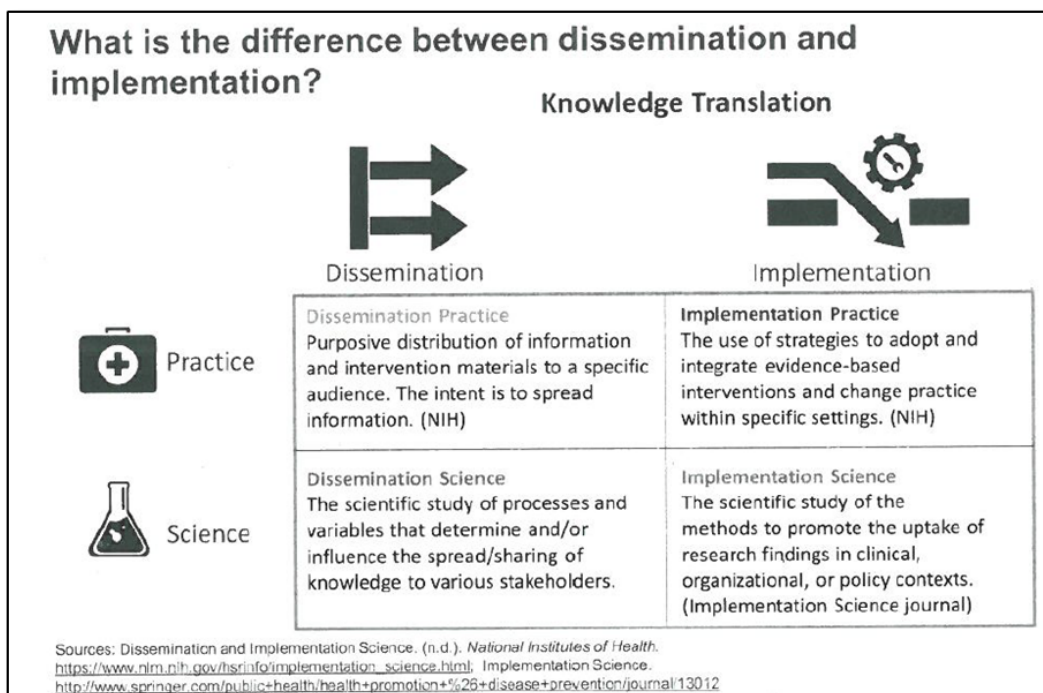 What is the difference between dissemination and
implementation?
Knowledge Translation
Dissemination
Implementation
Practice
Dissemination Practice
Purposive distribution of information
and intervention materials to a specific
audience. The intent is to spread
information. (NIH)
Implementation Practice
The use of strategies to adopt and
integrate evidence-based
interventions and change practice
within specific settings. (NIH)
Science
Dissemination Science
The scientific study of processes and
variables that determine and/or
influence the spread/sharing of
knowledge to various stakeholders.
Implementation Science
The scientific study of the
methods to promote the uptake of
research findings in clinical,
organizational, or policy contexts.
(Implementation Science journal)
Sources: Dissemination and Implementation Science. (n.d.). National Institutes of Health.
https://www.nlm.nih.gov/hsrinfo/implementation_science.html; Implementation Science.
http://www.springer.com/public+health/health+promotion+%26+disease+prevention/journal/13012